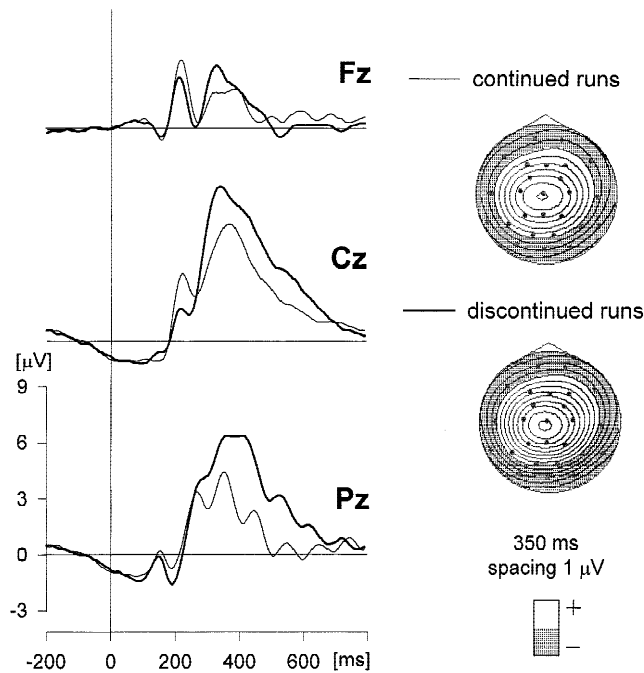 Fz
continued runs
Cz
discontinued runs
[μV]
9
6
Pz
3
0
-3
350 ms
spacing 1 μV
+
−
-200 0 200 400 600 [ms]